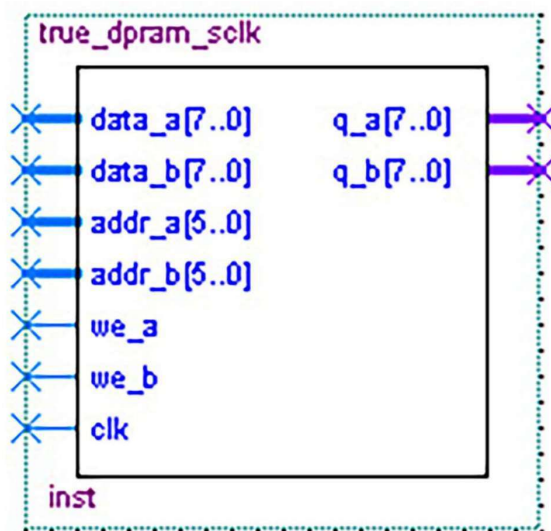 true_dpram_sclk
data_a[7..0] q_a[7..0]
data_b[7..0] q_b[7..0]
addr_a[5..0]
addr_b[5..0]
we_a
we_b
clk
inst